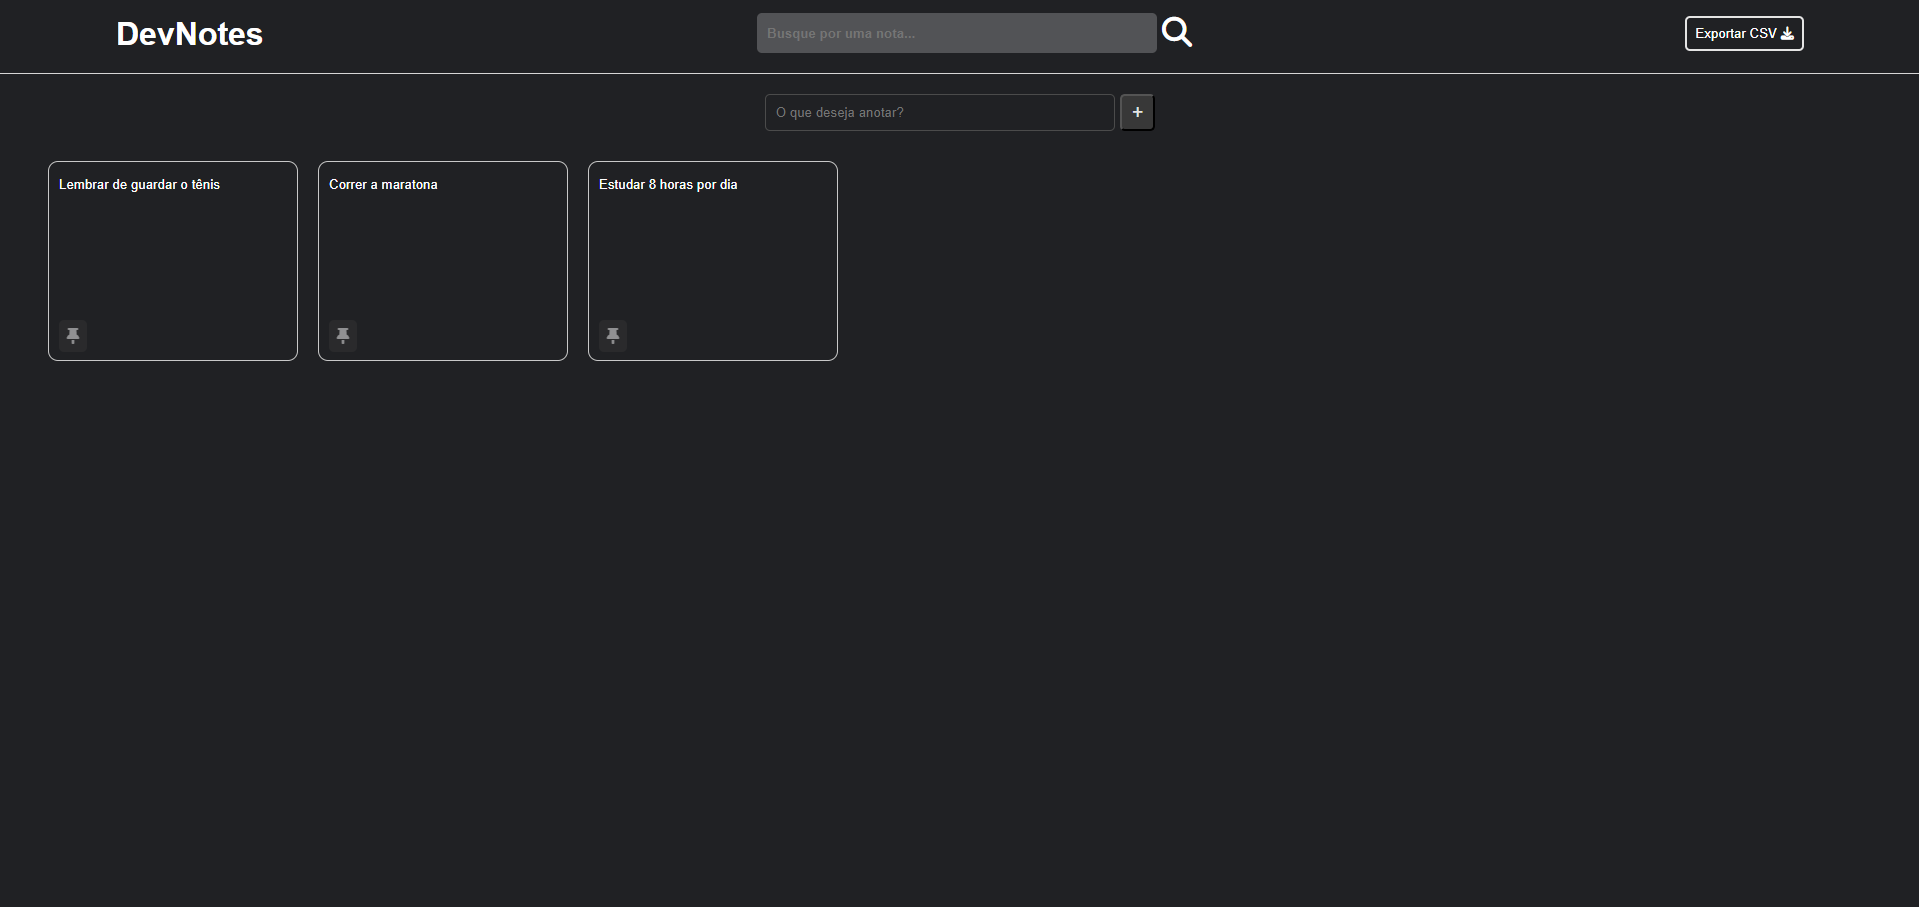 DevNotes
Busque por uma nota...
Exportar CSV
O que deseja anotar?
+
Lembrar de guardar o tênis
Correr a maratona
Estudar 8 horas por dia